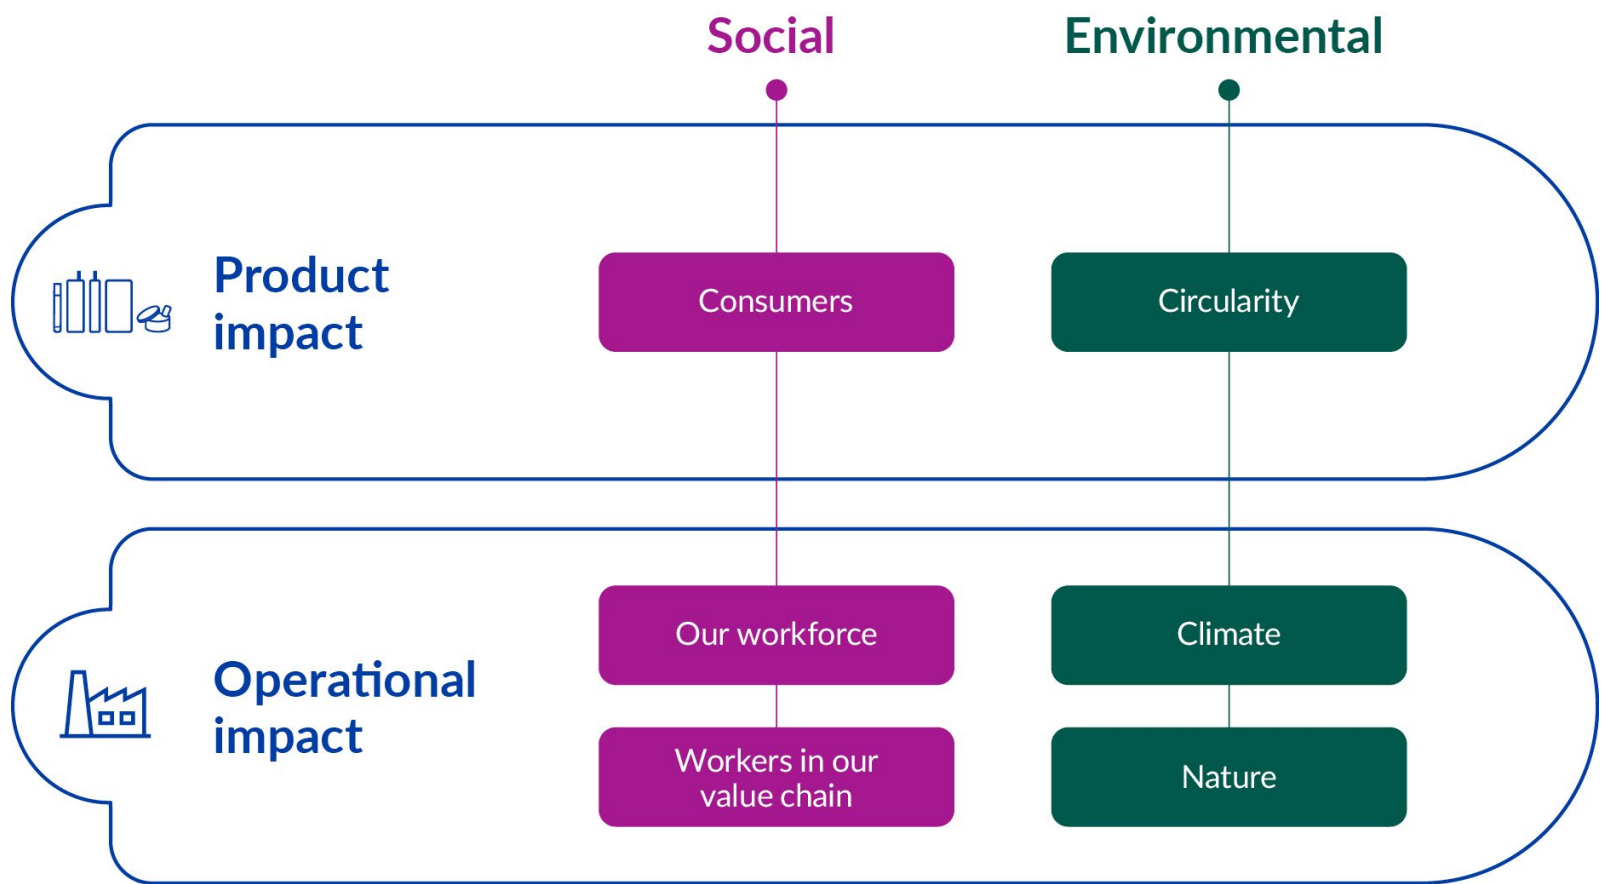 Social
Environmental
Product
impact
Consumers
Circularity
Operational
impact
Our workforce
Climate
Workers in our
value chain
Nature